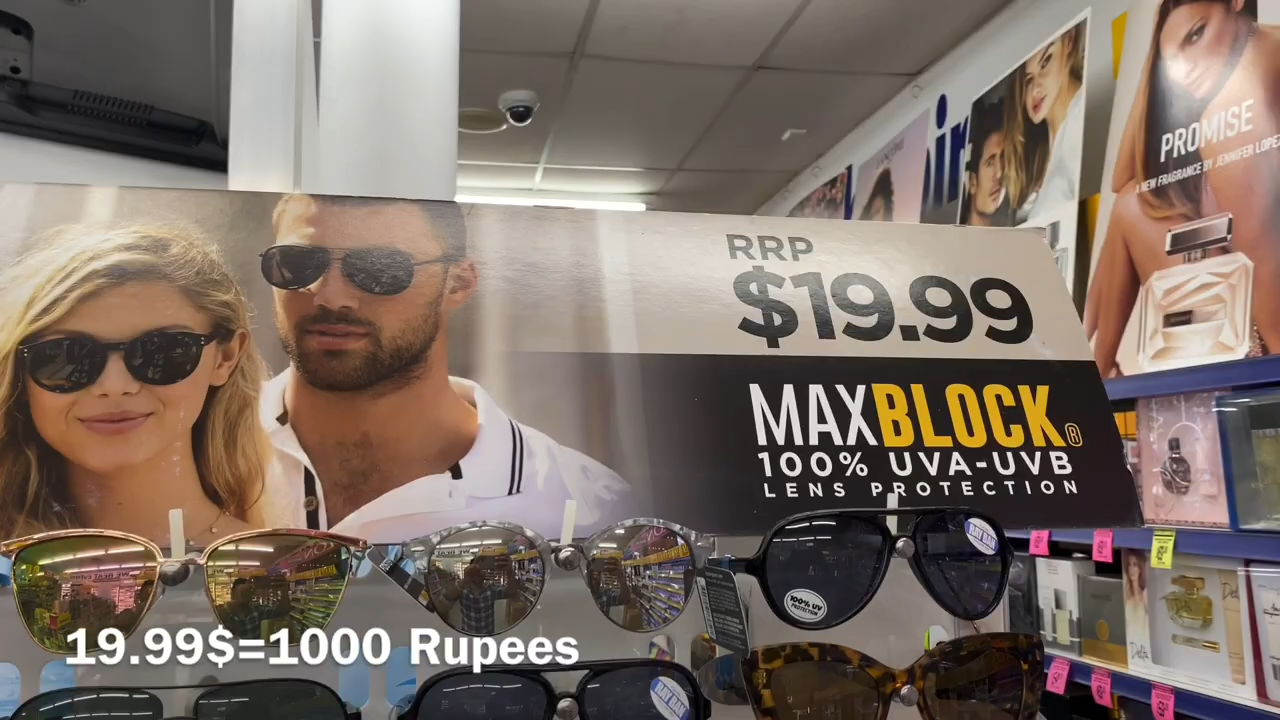 PROMISE
A NEW FRAGRANCE BY JENNIFER LOPEZ
RRP
$19.99
MAXBLOCK®
100% UVA-UVB
LENS PROTECTION
100% UV
PROTECTION
19.99$=1000 Rupees